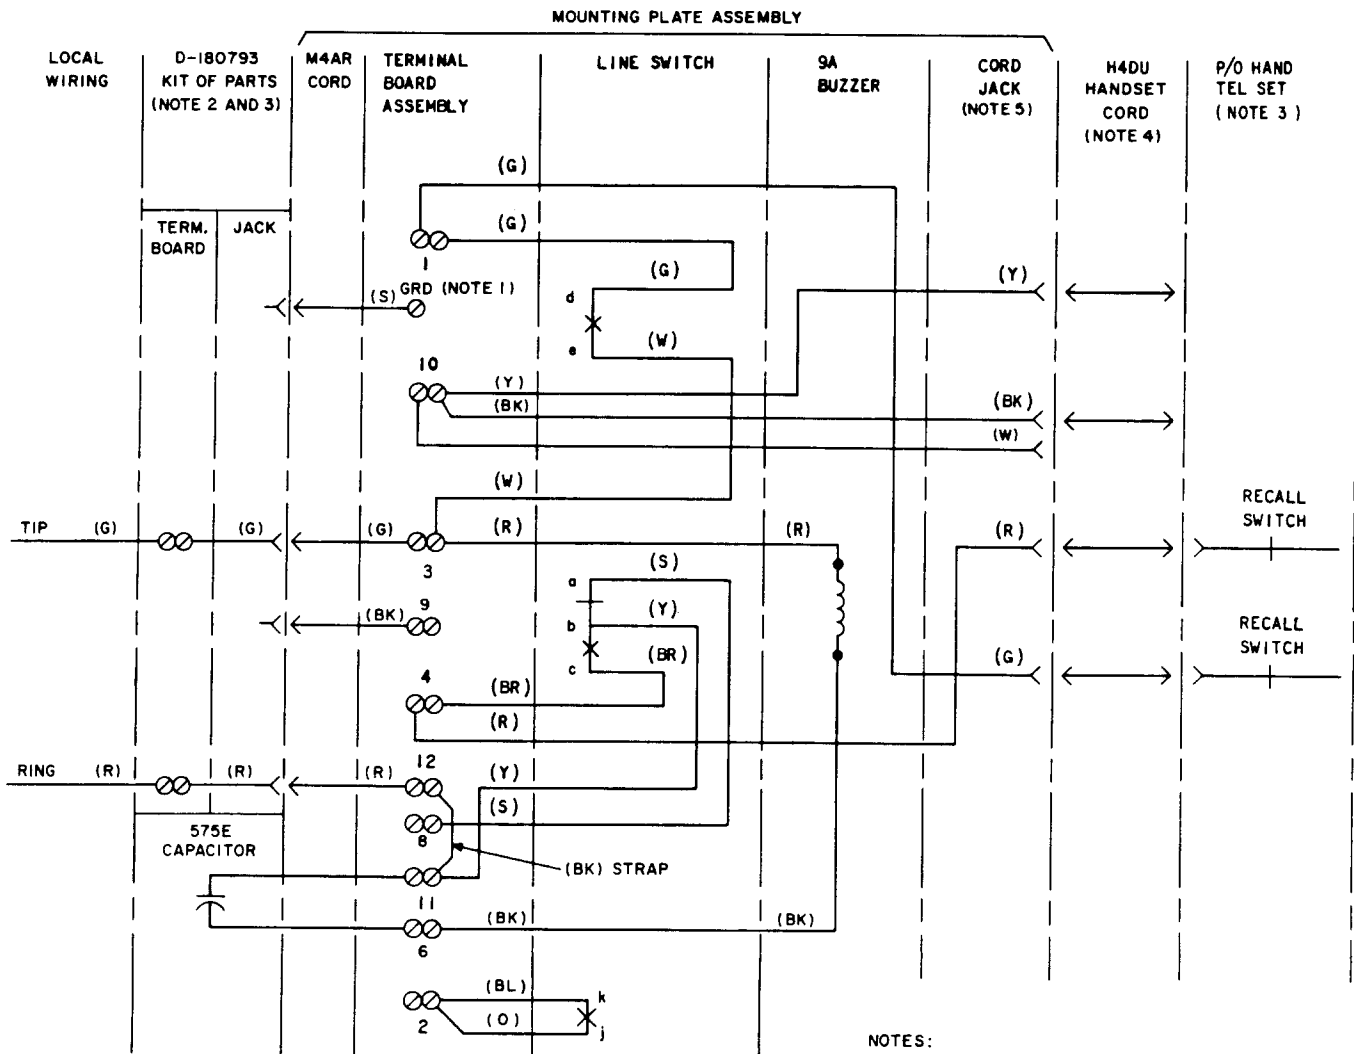 MOUNTING PLATE ASSEMBLY
LOCAL WIRING
D-180793 KIT OF PARTS (NOTE 2 AND 3)
M4AR CORD
TERMINAL BOARD ASSEMBLY
LINE SWITCH
9A BUZZER
CORD JACK (NOTE 5)
H4DU HANDSET CORD (NOTE 4)
P/O HAND TEL SET (NOTE 3)
(G)
TERM. BOARD
JACK
(G)
1
(G)
(Y)
(S)
GRD (NOTE 1)
d
e
(W)
10
(Y)
(BK)
(BK)
(W)
(W)
TIP
(G)
(G)
(G)
(R)
(R)
(R)
RECALL SWITCH
3
(S)
a
9
(BK)
(Y)
b
(BR)
c
RECALL SWITCH
(G)
4
(BR)
(R)
RING
(R)
(R)
(R)
12
(Y)
(S)
8
575E CAPACITOR
(BK) STRAP
11
(BK)
(BK)
6
(BL)
k
2
(O)
j
NOTES: